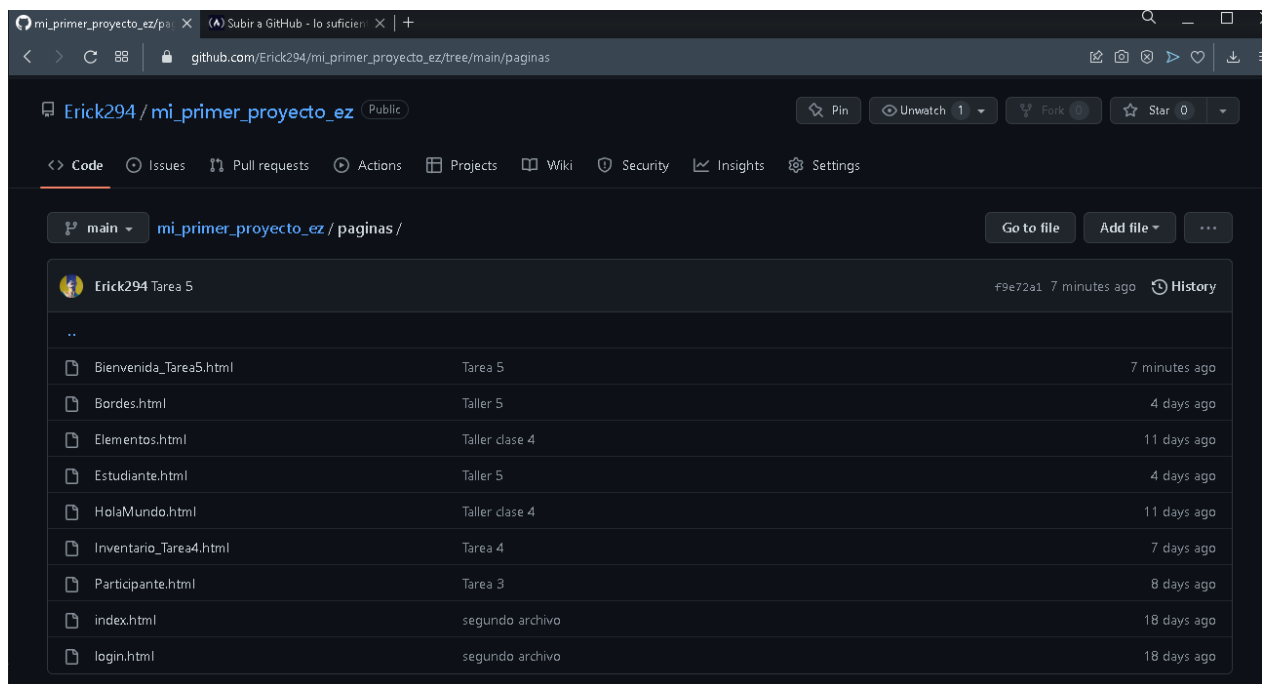 mi_primer_proyecto_ez/pa Subir a GitHub - lo suficien
github.com/Erick294/mi_primer_proyecto_ez/tree/main/paginas
Erick294 / mi_primer_proyecto_ez Public Pin Unwatch 1 Fork 0 Star 0
<> Code Issues Pull requests Actions Projects Wiki Security Insights Settings
main mi_primer_proyecto_ez / paginas / Go to file Add file ...
Erick294 Tarea 5 f9e72a1 7 minutes ago History
..
Bienvenida_Tarea5.html Tarea 5 7 minutes ago
Bordes.html Taller 5 4 days ago
Elementos.html Taller clase 4 11 days ago
Estudiante.html Taller 5 4 days ago
HolaMundo.html Taller clase 4 11 days ago
Inventario_Tarea4.html Tarea 4 7 days ago
Participante.html Tarea 3 8 days ago
index.html segundo archivo 18 days ago
login.html segundo archivo 18 days ago